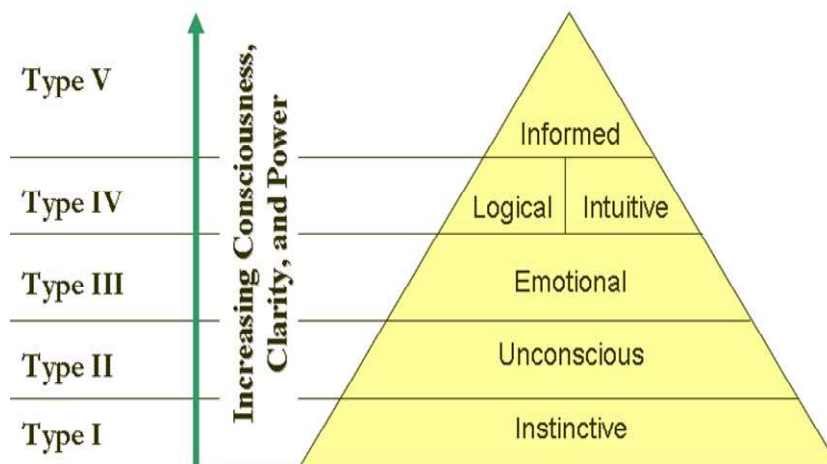 Type V
Informed
Type IV
Logical
Intuitive
Type III
Emotional
Type II
Unconscious
Type I
Instinctive
Increasing Consciousness,
Clarity, and Power